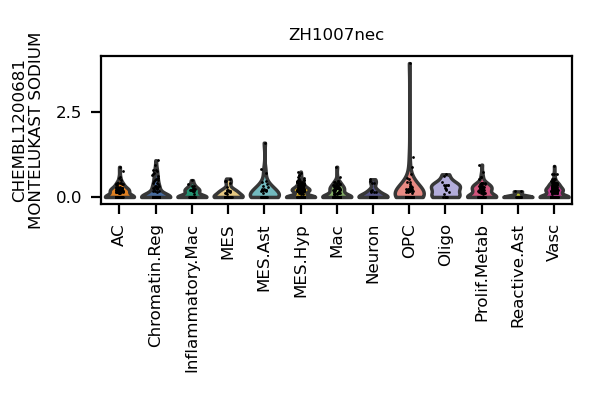 ZH1007nec
CHEMBL1200681
MONTELUKAST SODIUM
2.5
0.0
AC
Chromatin.Reg
Inflammatory.Mac
MES
MES.Ast
MES.Hyp
Mac
Neuron
OPC
Oligo
Prolif.Metab
Reactive.Ast
Vasc